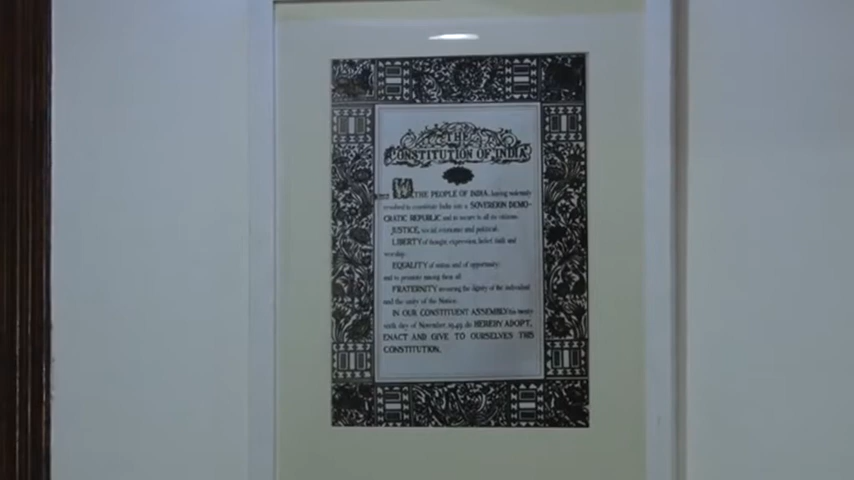 THE
CONSTITUTION OF INDIA
WE, THE PEOPLE OF INDIA, having solemnly
resolved to constitute India into a SOVEREIGN DEMO-
CRATIC REPUBLIC and to secure to all its citizens:
JUSTICE, social, economic and political;
LIBERTY of thought, expression, belief, faith and
worship;
EQUALITY of status and of opportunity;
and to promote among them all
FRATERNITY assuring the dignity of the individual
and the unity of the Nation;
IN OUR CONSTITUENT ASSEMBLY this twenty
sixth day of November, 1949, do HEREBY ADOPT,
ENACT AND GIVE TO OURSELVES THIS
CONSTITUTION.